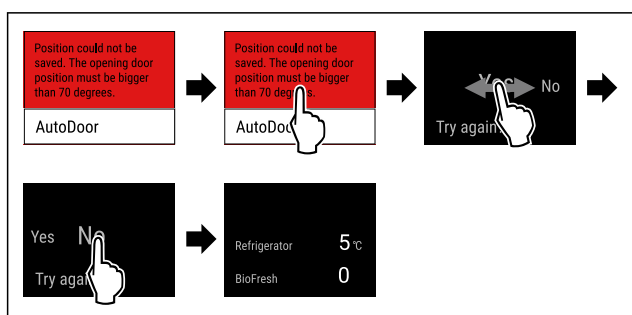 Position could not be
saved. The opening door
position must be bigger
than 70 degrees.
AutoDoor
Position could not be
saved. The opening door
position must be bigger
than 70
AutoDoor
Yes No
Try again
Yes No
Try again
Refrigerator 5 °C
BioFresh 0